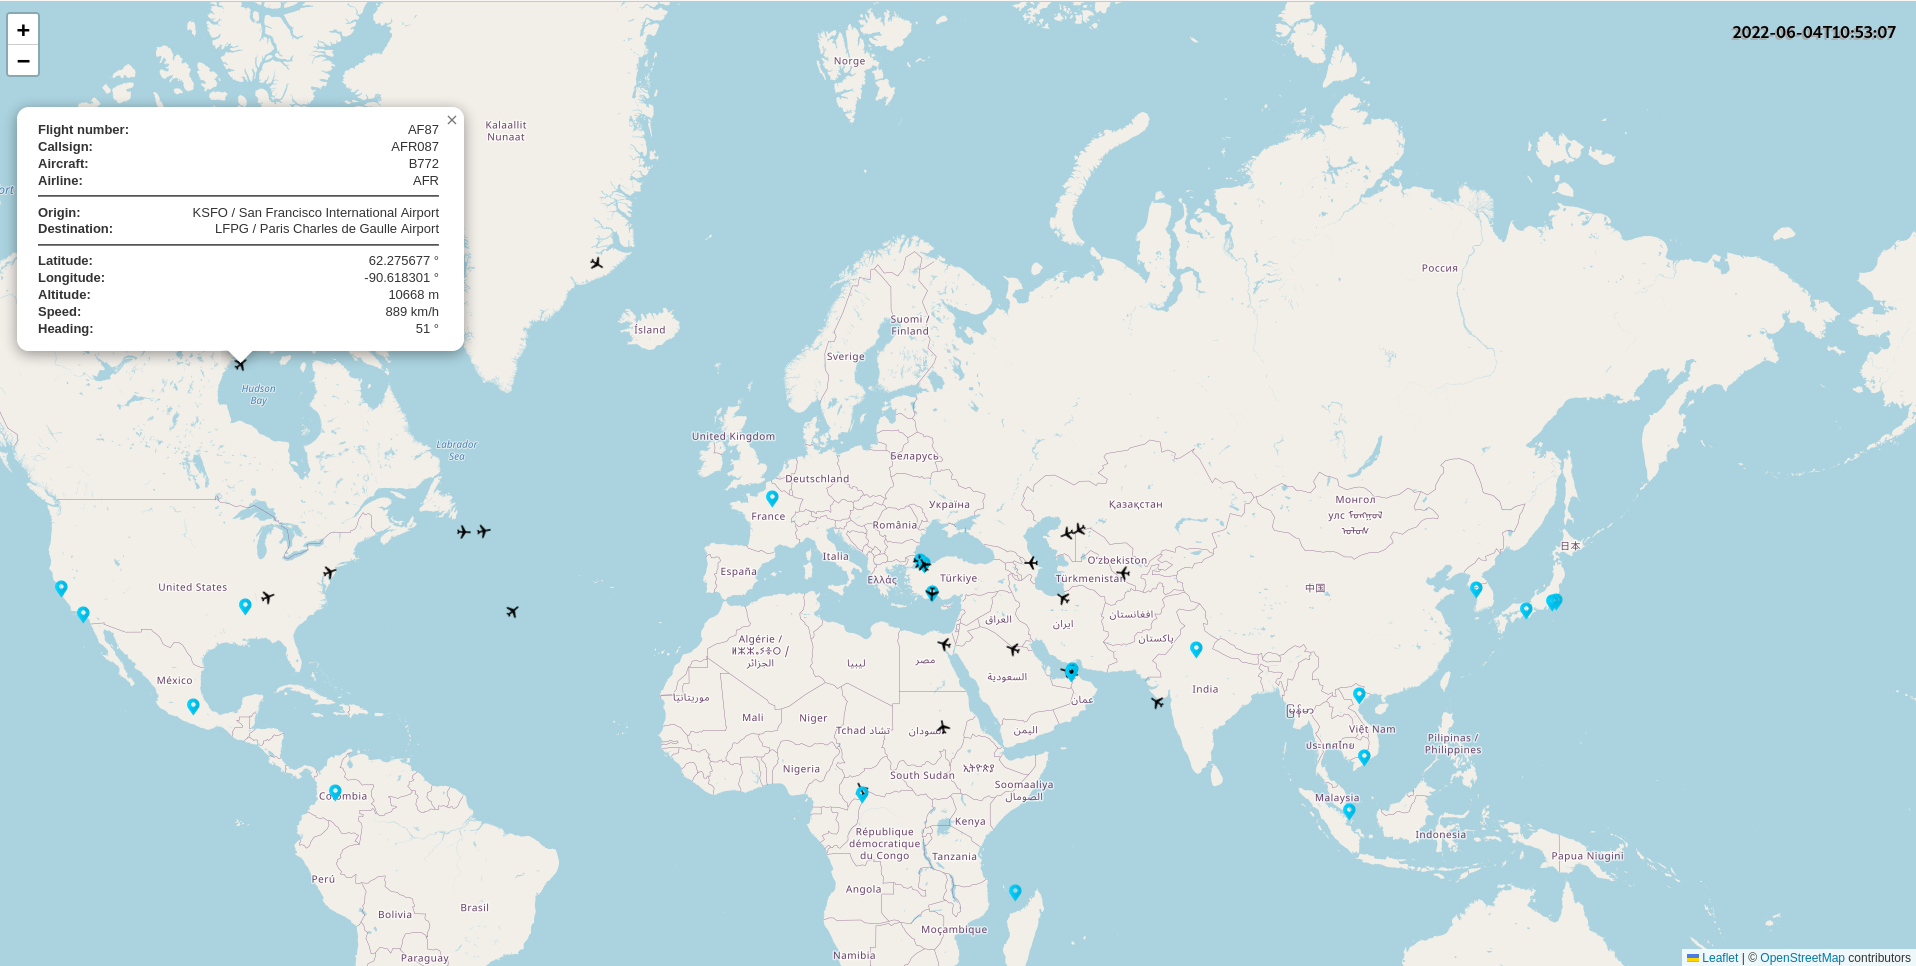 +
−
2022-06-04T10:53:07
×
Flight number: AF87
Callsign: AFR087
Aircraft: B772
Airline: AFR
Origin: KSFO / San Francisco International Airport
Destination: LFPG / Paris Charles de Gaulle Airport
Latitude: 62.275677 °
Longitude: -90.618301 °
Altitude: 10668 m
Speed: 889 km/h
Heading: 51 °
Norge
Kalaallit
Nunaat
Россия
Ísland
Suomi /
Finland
Sverige
Hudson
Bay
Labrador
Sea
United Kingdom
Беларусь
Deutschland
Україна
Қазақстан
Монгол
улс
France
România
Italia
España
Ελλάς
Türkiye
O'zbekiston
Türkmenistan
日本
中国
United States
افغانستان
العراق
ایران
پاکستان
Algérie /
ⵍⵣⵣⴰⵢⴻⵔ /
الجزائر
ليبيا
مصر
السعودية
México
موريتانيا
Mali
Niger
Tchad تشاد
السودان
اليمن
عمان
India
Việt Nam
ประเทศไทย
Pilipinas /
Philippines
Nigeria
South Sudan
ኢትዮጵያ
Soomaaliya
الصومال
Malaysia
Colombia
Kenya
Indonesia
République
démocratique
du Congo
Tanzania
Papua Niugini
Perú
Angola
Brasil
Bolivia
Moçambique
Namibia
Paraguay
Leaflet | © OpenStreetMap contributors